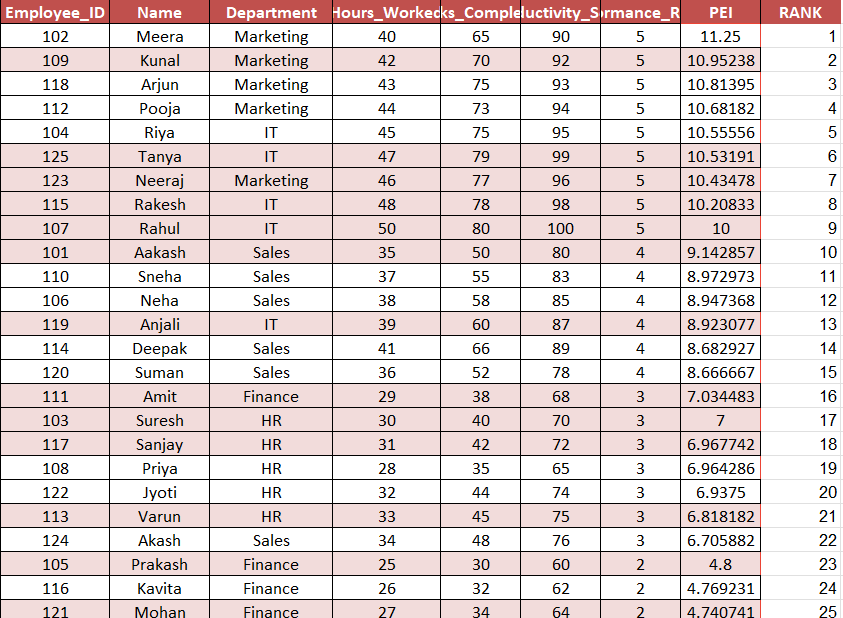 Employee_ID Name Department Hours_Worked ks_Comple luctivity_S ormance_R PEI RANK
102 Meera Marketing 40 65 90 5 11.25 1
109 Kunal Marketing 42 70 92 5 10.95238 2
118 Arjun Marketing 43 75 93 5 10.81395 3
112 Pooja Marketing 44 73 94 5 10.68182 4
104 Riya IT 45 75 95 5 10.55556 5
125 Tanya IT 47 79 99 5 10.53191 6
123 Neeraj Marketing 46 77 96 5 10.43478 7
115 Rakesh IT 48 78 98 5 10.20833 8
107 Rahul IT 50 80 100 5 10 9
101 Aakash Sales 35 50 80 4 9.142857 10
110 Sneha Sales 37 55 83 4 8.972973 11
106 Neha Sales 38 58 85 4 8.947368 12
119 Anjali IT 39 60 87 4 8.923077 13
114 Deepak Sales 41 66 89 4 8.682927 14
120 Suman Sales 36 52 78 4 8.666667 15
111 Amit Finance 29 38 68 3 7.034483 16
103 Suresh HR 30 40 70 3 7 17
117 Sanjay HR 31 42 72 3 6.967742 18
108 Priya HR 28 35 65 3 6.964286 19
122 Jyoti HR 32 44 74 3 6.9375 20
113 Varun HR 33 45 75 3 6.818182 21
124 Akash Sales 34 48 76 3 6.705882 22
105 Prakash Finance 25 30 60 2 4.8 23
116 Kavita Finance 26 32 62 2 4.769231 24
121 Mohan Finance 27 34 64 2 4.740741 25